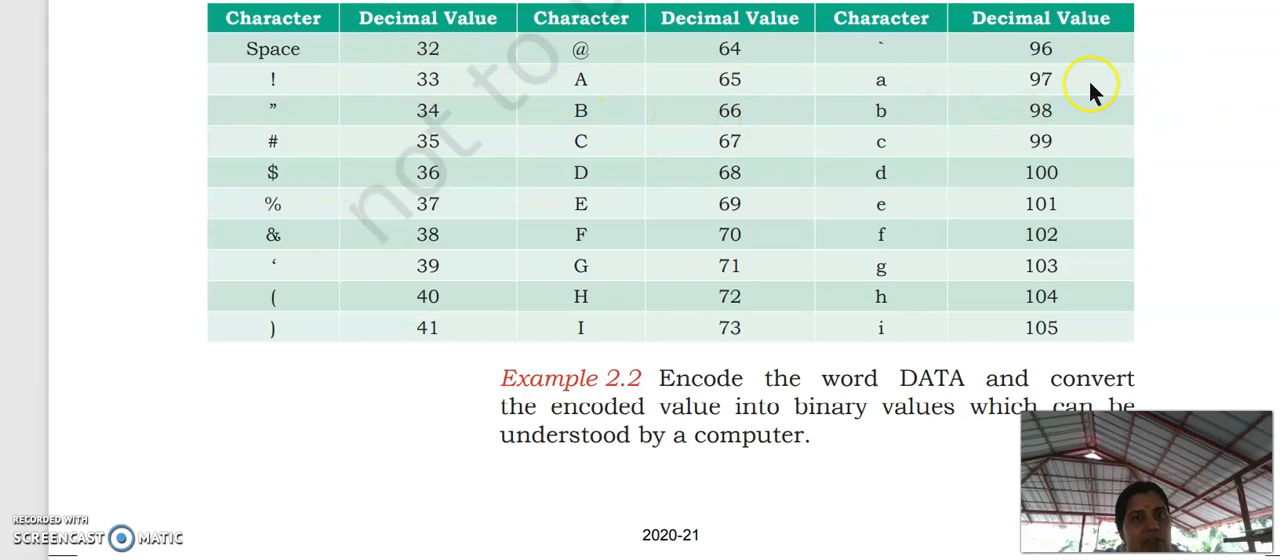 Character Decimal Value Character Decimal Value Character Decimal Value
Space 32 @ 64 ` 96
! 33 A 65 a 97
” 34 B 66 b 98
# 35 C 67 c 99
$ 36 D 68 d 100
% 37 E 69 e 101
& 38 F 70 f 102
‘ 39 G 71 g 103
( 40 H 72 h 104
) 41 I 73 i 105
not to
Example 2.2 Encode the word DATA and convert
the encoded value into binary values which can be
understood by a computer.
RECORDED WITH
SCREENCAST MATIC
2020-21